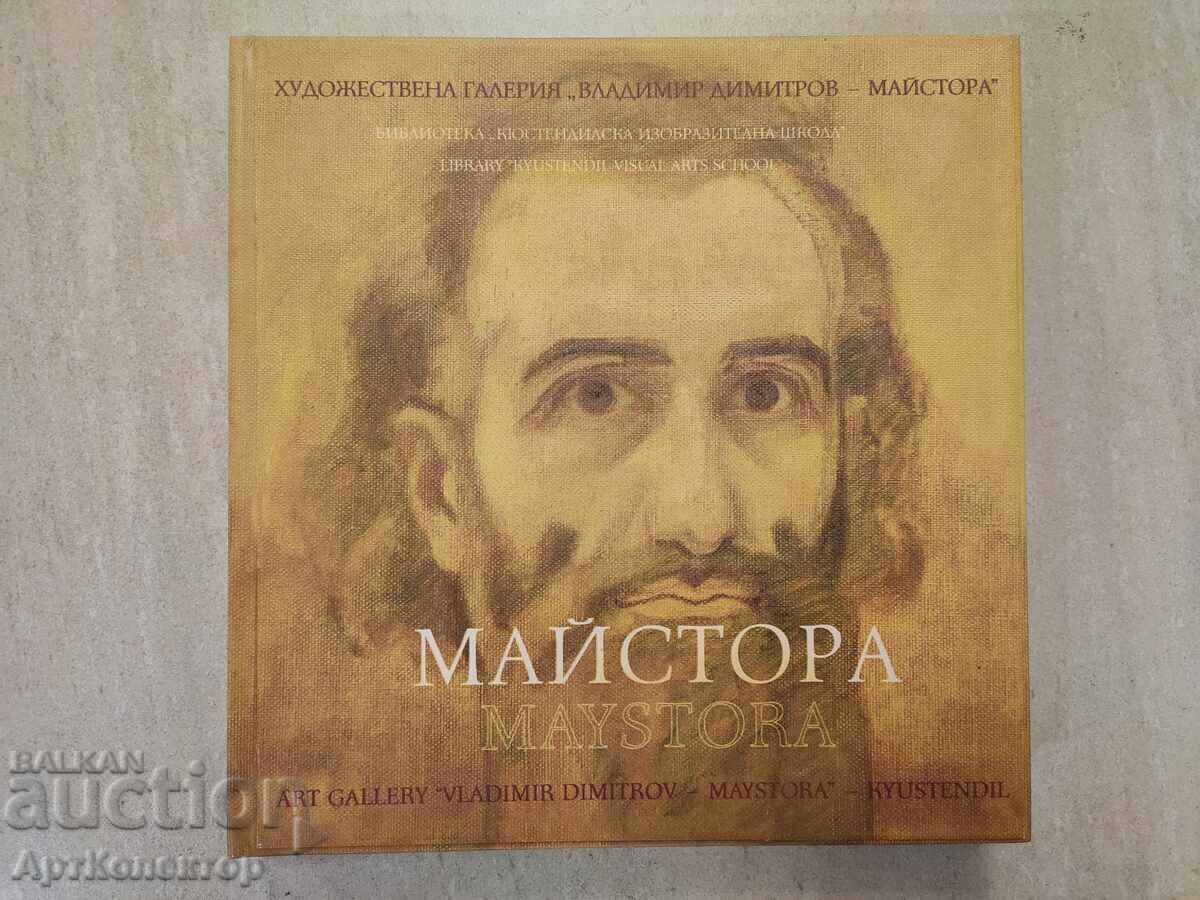 ХУДОЖЕСТВЕНА ГАЛЕРИЯ „ВЛАДИМИР ДИМИТРОВ – МАЙСТОРА"
БИБЛИОТЕКА „КЮСТЕНДИЛСКА ИЗОБРАЗИТЕЛНА ШКОЛА"
LIBRARY "KYUSTENDIL VISUAL ARTS SCHOOL"
МАЙСТОРА
MAYSTORA
ART GALLERY "VLADIMIR DIMITROV – MAYSTORA" – KYUSTENDIL
BALKAN
auction
АртКолектор